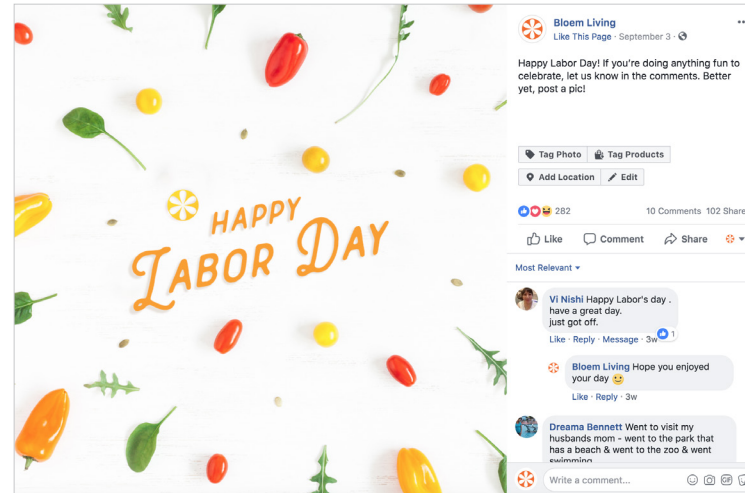 HAPPY
LABOR DAY
Bloem Living
Like This Page · September 3 ·
Happy Labor Day! If you're doing anything fun to
celebrate, let us know in the comments. Better
yet, post a pic!
Tag Photo Tag Products
Add Location Edit
282 10 Comments 102 Share
Like Comment Share
Most Relevant
Vi Nishi Happy Labor's day .
have a great day.
just got off.
Like · Reply · Message · 3w 1
Bloem Living Hope you enjoyed
your day
Like · Reply · 3w
Dreama Bennett Went to visit my
husbands mom - went to the park that
has a beach & went to the zoo & went
swimming
Write a comment...
GIF